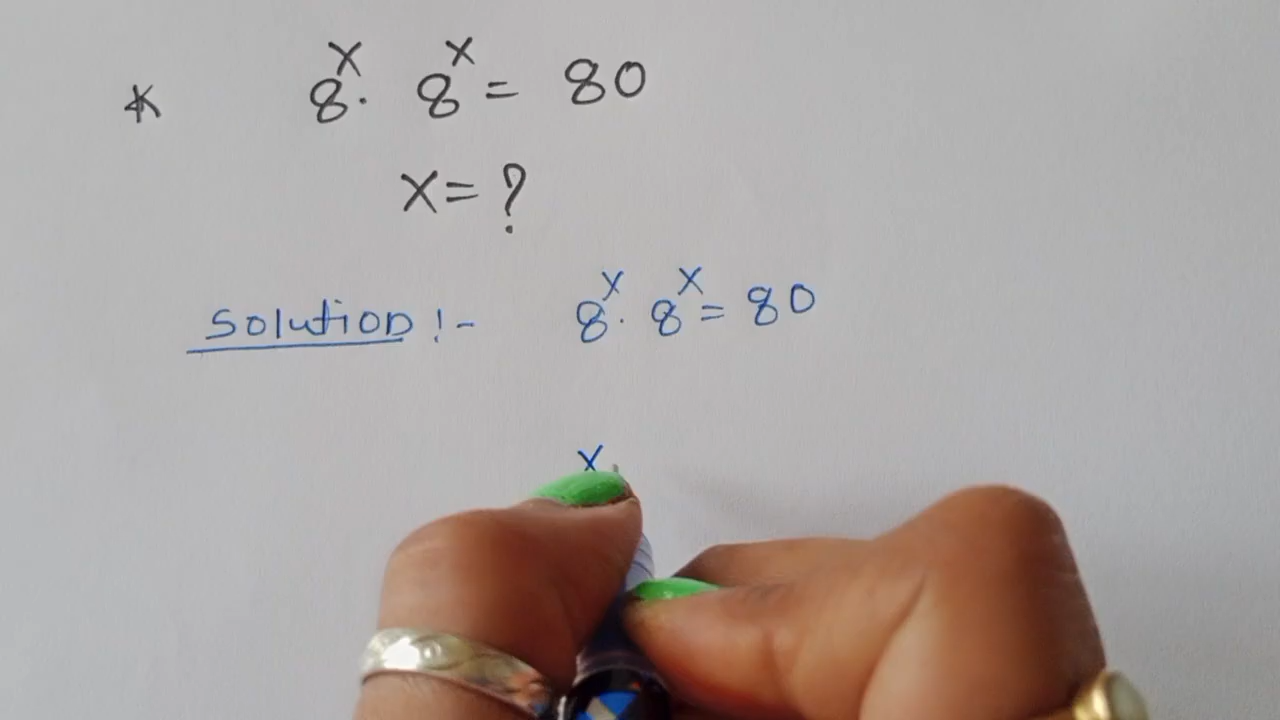 * 8^x · 8^x = 80
x = ?
Solution :- 8^x · 8^x = 80
x